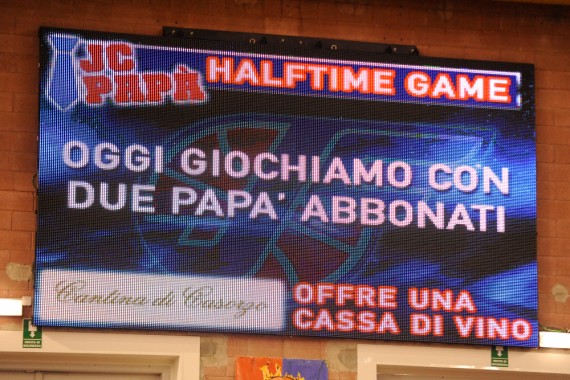 JC
PAPÀ
HALFTIME GAME
OGGI GIOCHIAMO CON
DUE PAPA' ABBONATI
Cantina di Casorzo
OFFRE UNA
CASSA DI VINO